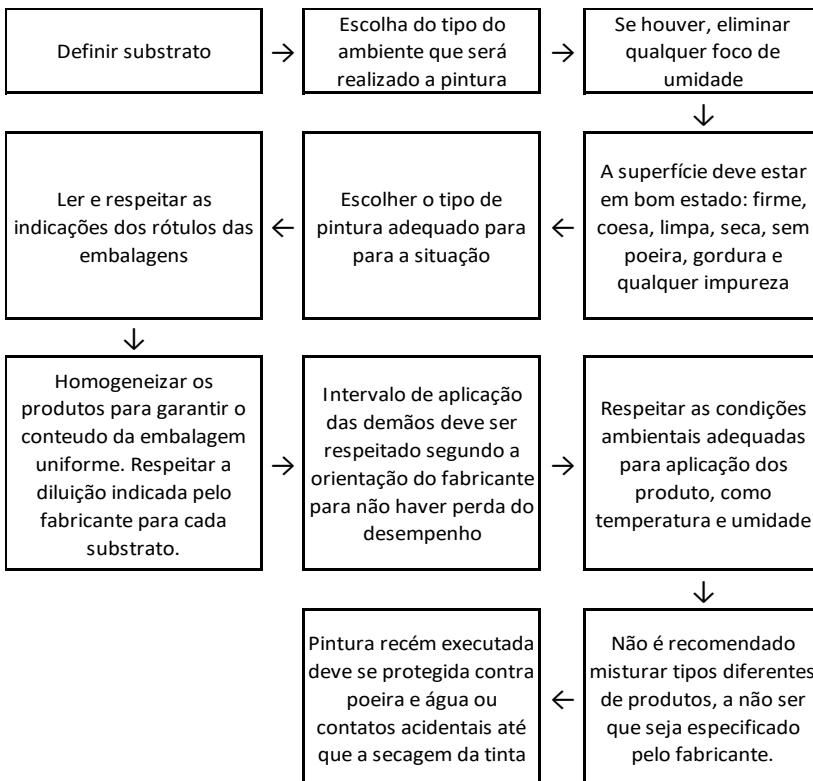 Definir substrato
→
Escolha do tipo do
ambiente que será
realizado a pintura
→
Se houver, eliminar
qualquer foco de
umidade
↓
A superfície deve estar
em bom estado: firme,
coesa, limpa, seca, sem
poeira, gordura e
qualquer impureza
←
Escolher o tipo de
pintura adequado para
para a situação
←
Ler e respeitar as
indicações dos rótulos das
embalagens
↓
Homogeneizar os
produtos para garantir o
conteudo da embalagem
uniforme. Respeitar a
diluição indicada pelo
fabricante para cada
substrato.
→
Intervalo de aplicação
das demãos deve ser
respeitado segundo a
orientação do fabricante
para não haver perda do
desempenho
→
Respeitar as condições
ambientais adequadas
para aplicação dos
produto, como
temperatura e umidade
↓
Não é recomendado
misturar tipos diferentes
de produtos, a não ser
que seja especificado
pelo fabricante.
←
Pintura recém executada
deve se protegida contra
poeira e água ou
contatos acidentais até
que a secagem da tinta